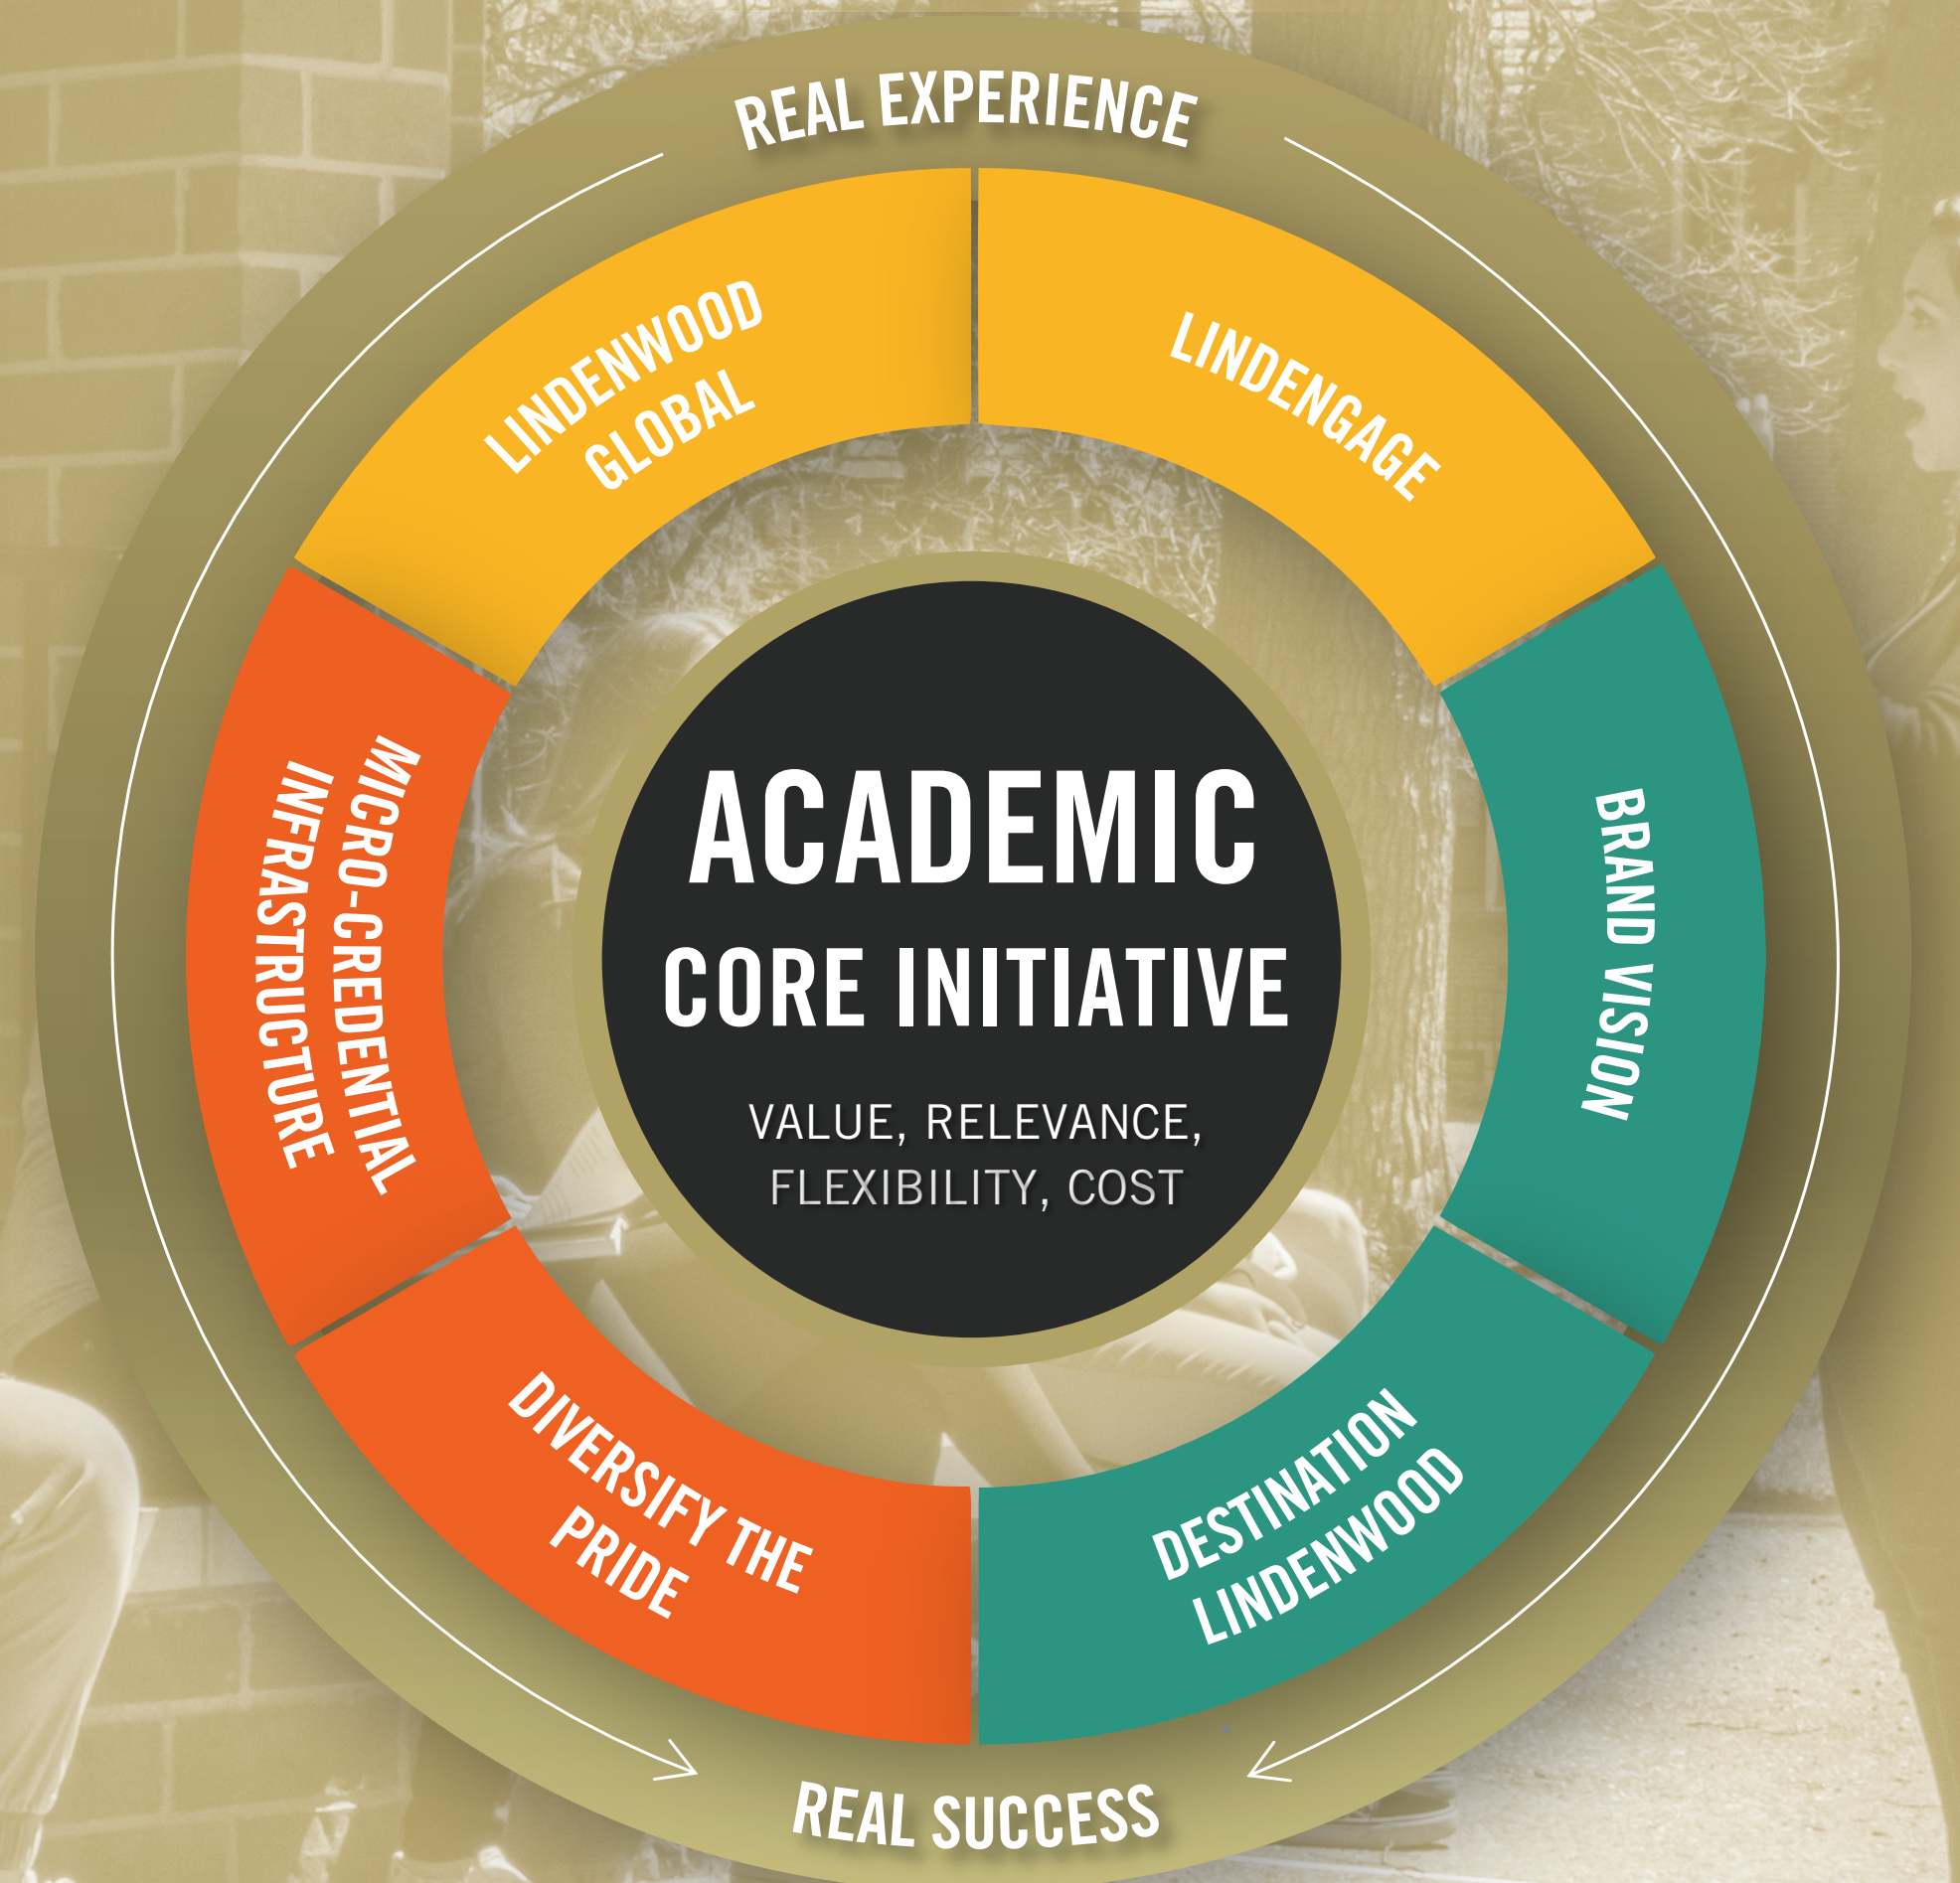 REAL EXPERIENCE
LINDENWOOD
GLOBAL
LINDENGAGE
MICRO-CREDENTIAL
INFRASTRUCTURE
ACADEMIC
CORE INITIATIVE
VALUE, RELEVANCE,
FLEXIBILITY, COST
BRAND VISION
DIVERSIFY THE
PRIDE
DESTINATION
LINDENWOOD
REAL SUCCESS